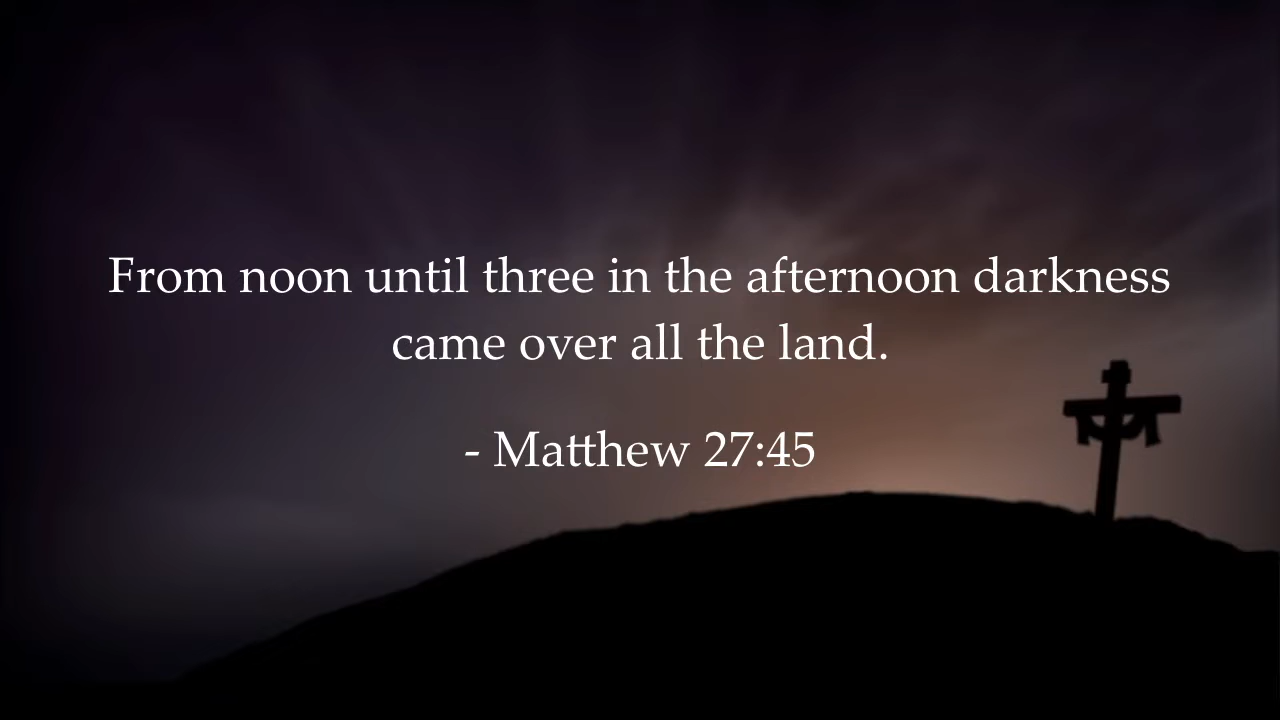 From noon until three in the afternoon darkness
came over all the land.
- Matthew 27:45